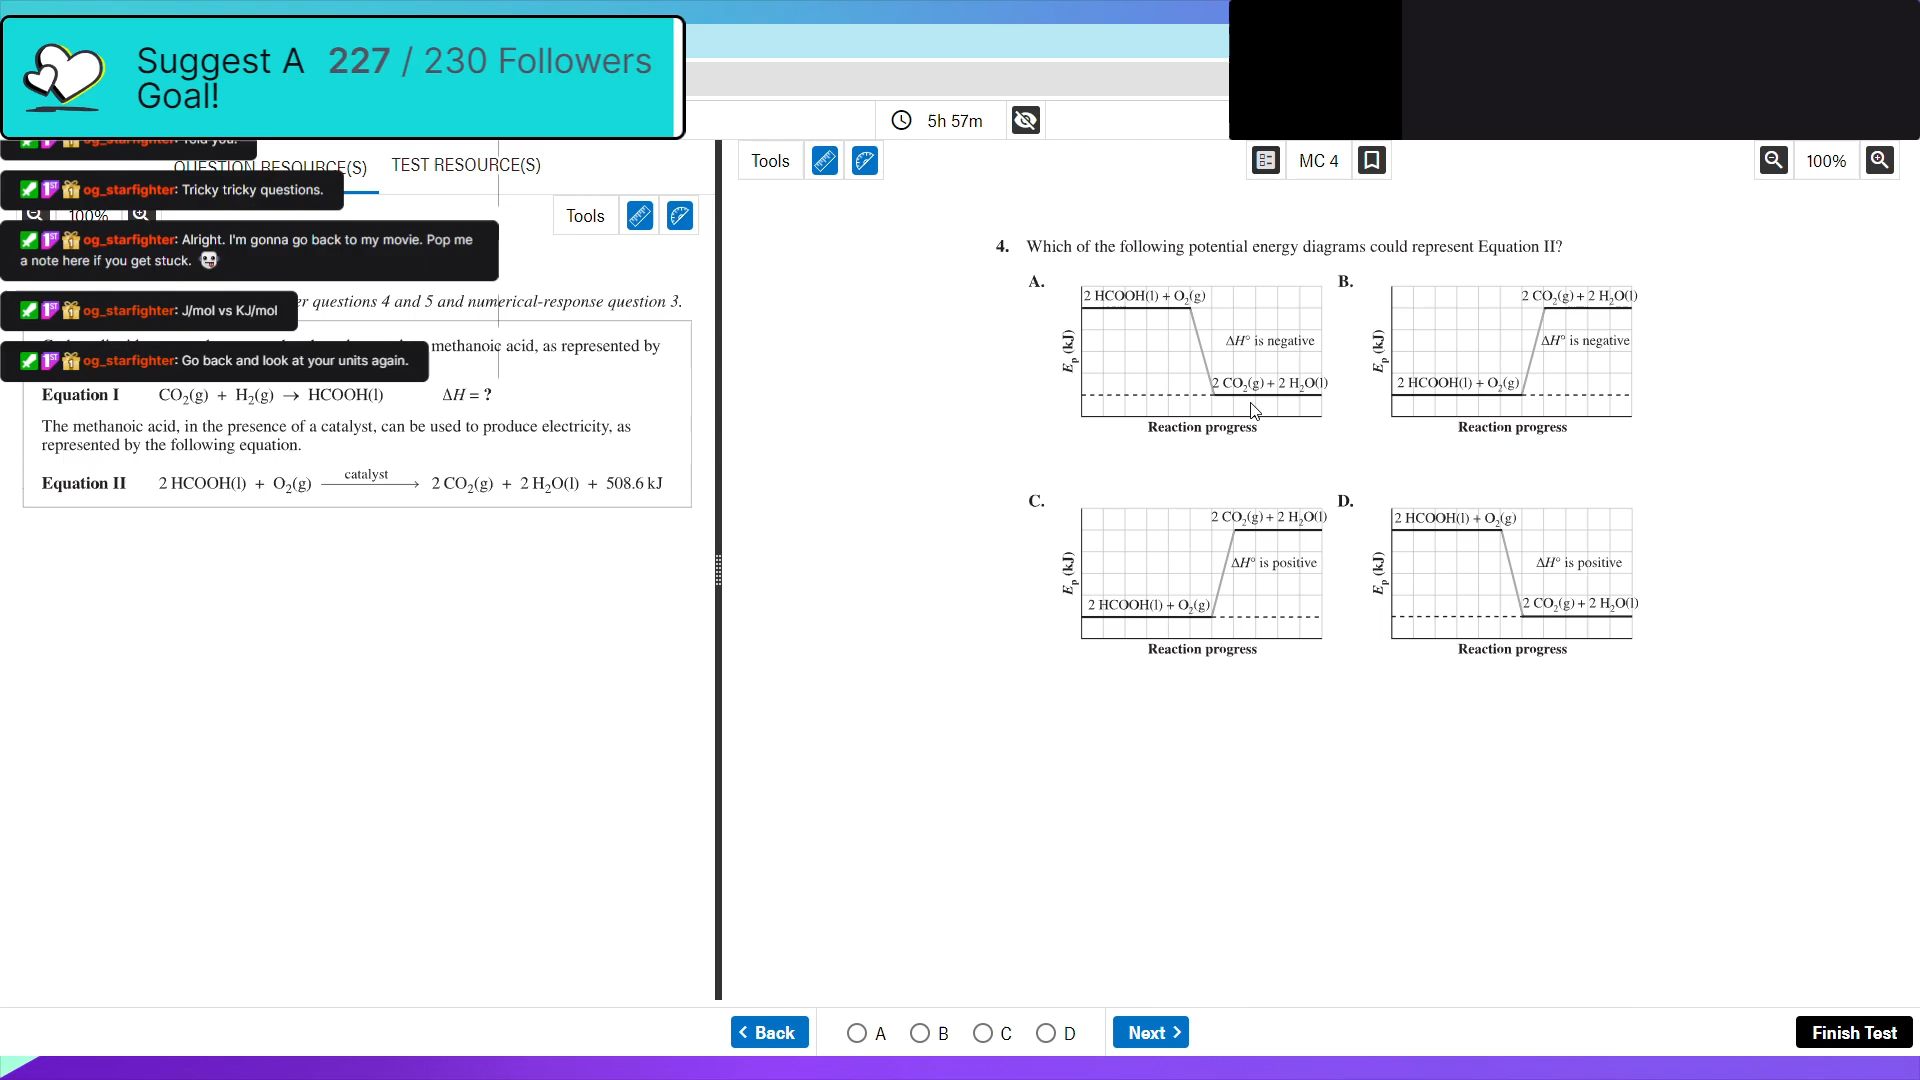 Suggest A 227 / 230 Followers
Goal!
5h 57m
og_starfighter: Told you!
QUESTION RESOURCE(S) TEST RESOURCE(S)
og_starfighter: Tricky tricky questions.
100% Tools
og_starfighter: Alright. I'm gonna go back to my movie. Pop me
a note here if you get stuck.
r questions 4 and 5 and numerical-response question 3.
og_starfighter: J/mol vs KJ/mol
methanoic acid, as represented by
og_starfighter: Go back and look at your units again.
Equation I CO₂(g) + H₂(g) → HCOOH(l) ΔH = ?
The methanoic acid, in the presence of a catalyst, can be used to produce electricity, as
represented by the following equation.
catalyst
Equation II 2 HCOOH(l) + O₂(g) → 2 CO₂(g) + 2 H₂O(l) + 508.6 kJ
Tools MC 4 100%
4. Which of the following potential energy diagrams could represent Equation II?
A.
2 HCOOH(l) + O₂(g)
ΔH° is negative
2 CO₂(g) + 2 H₂O(l)
Eₚ (kJ)
Reaction progress
B.
2 CO₂(g) + 2 H₂O(l)
ΔH° is negative
2 HCOOH(l) + O₂(g)
Eₚ (kJ)
Reaction progress
C.
2 CO₂(g) + 2 H₂O(l)
ΔH° is positive
2 HCOOH(l) + O₂(g)
Eₚ (kJ)
Reaction progress
D.
2 HCOOH(l) + O₂(g)
ΔH° is positive
2 CO₂(g) + 2 H₂O(l)
Eₚ (kJ)
Reaction progress
Back A B C D Next Finish Test